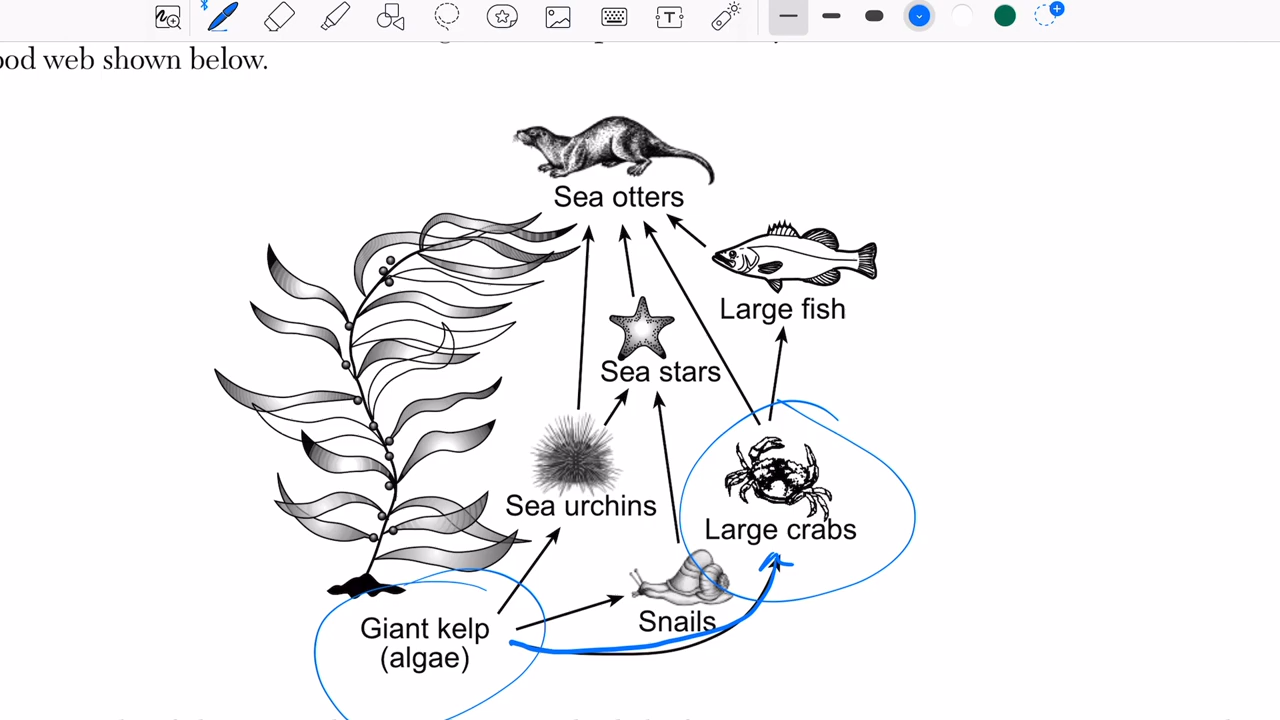 ood web shown below.
Sea otters
Large fish
Sea stars
Sea urchins
Large crabs
Snails
Giant kelp
(algae)